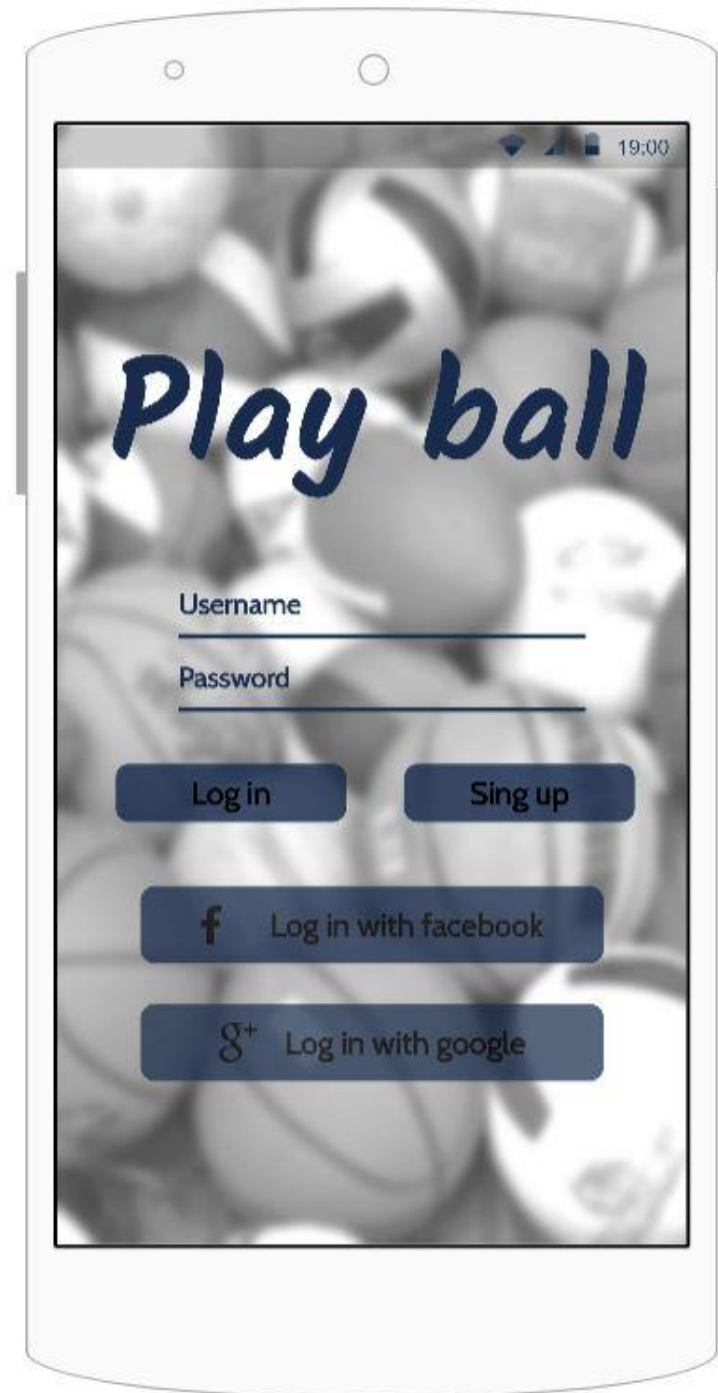 19:00
Play ball
Username
Password
Log in
Sing up
f Log in with facebook
g+ Log in with google